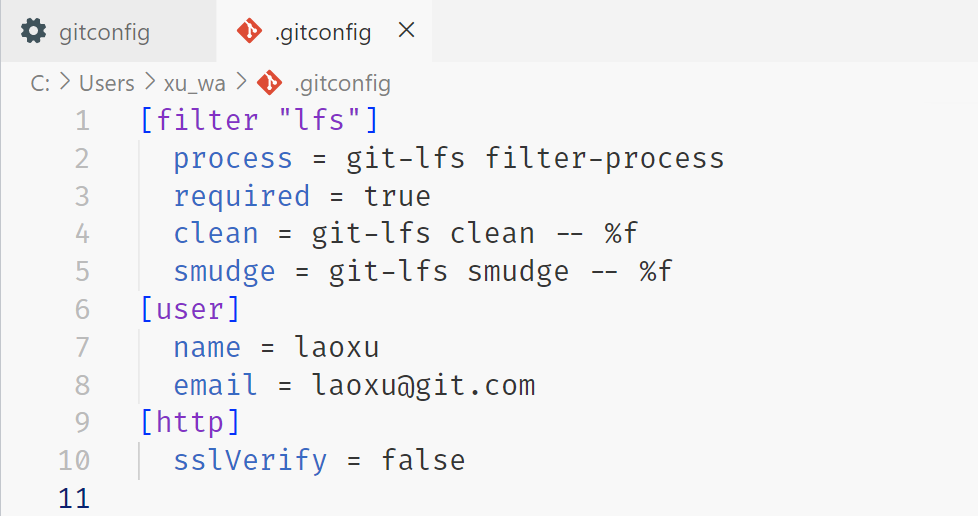 gitconfig .gitconfig
C: > Users > xu_wa > .gitconfig
1 [filter "lfs"]
2 process = git-lfs filter-process
3 required = true
4 clean = git-lfs clean -- %f
5 smudge = git-lfs smudge -- %f
6 [user]
7 name = laoxu
8 email = laoxu@git.com
9 [http]
10 sslVerify = false
11